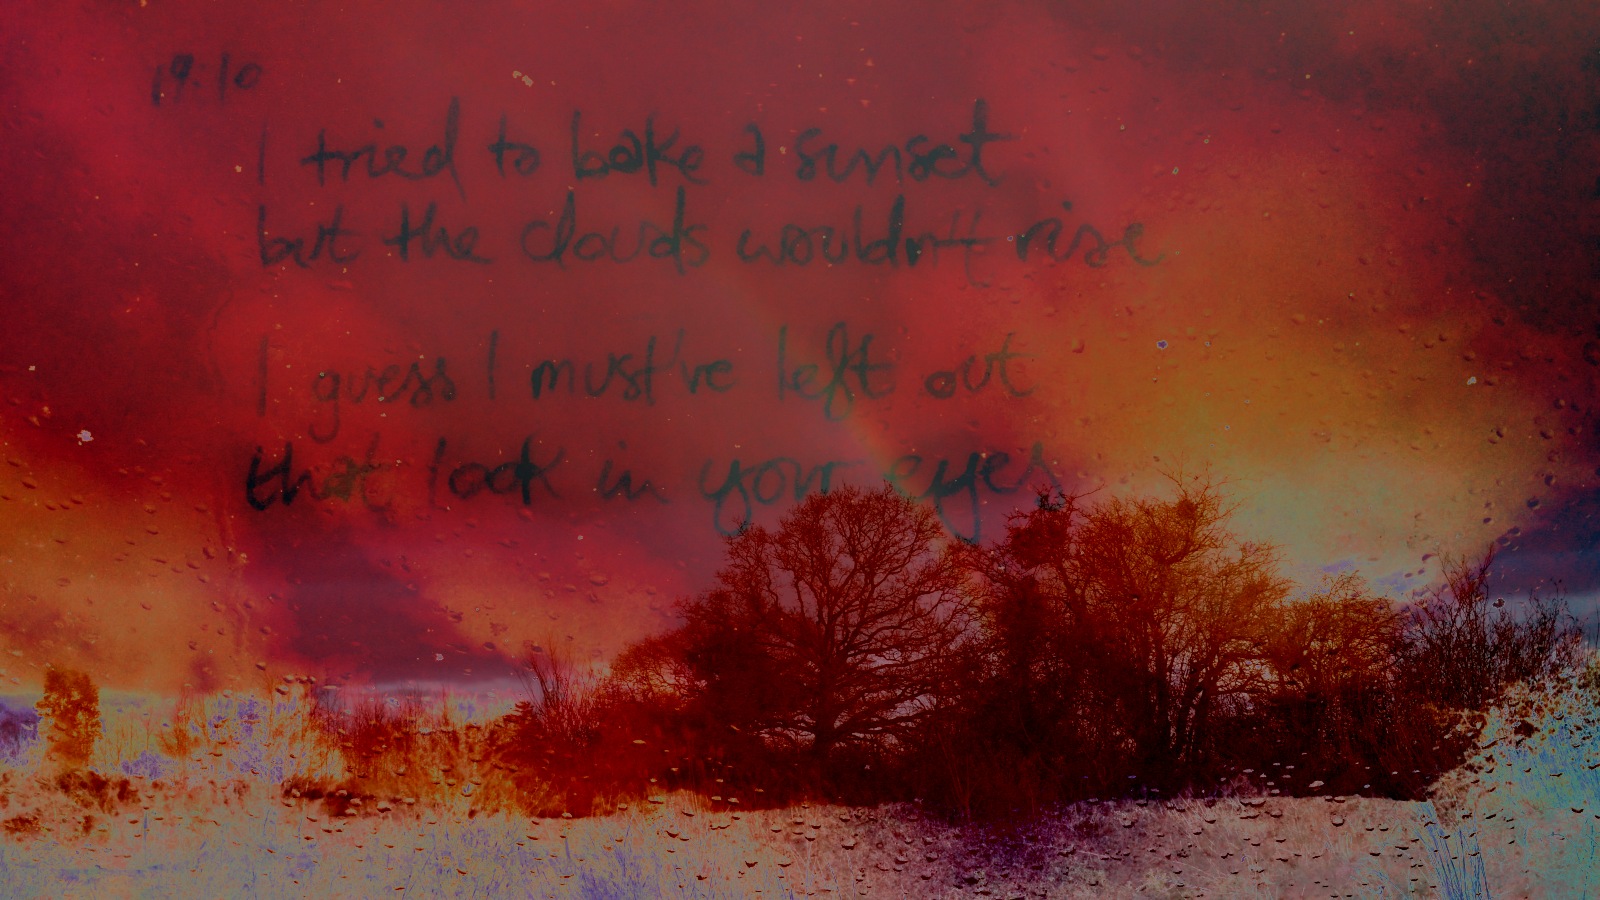 19.10
I tried to bake a sunset
but the clouds wouldn't rise
I guess I must've left out
that look in your eyes